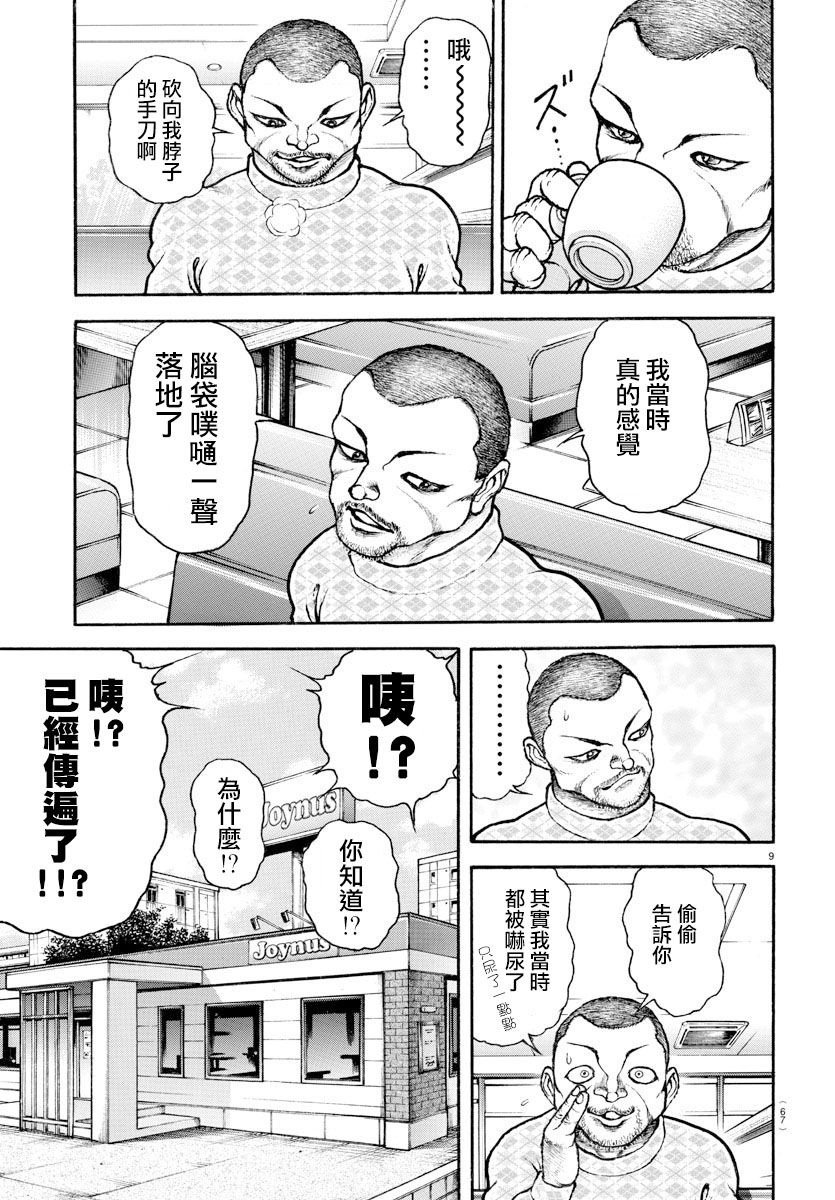 ズ…
哦
……
砍向我脖子
的手刀啊
我當時
真的感覺
腦袋噗嗵一聲
落地了
………
偷偷
告訴你
其實我當時
都被嚇尿了
只尿了一點點
咦!?
你知道!?
為什麼!?
咦!?
已經傳遍了!!?
Joynus
Joynus
9
(67)